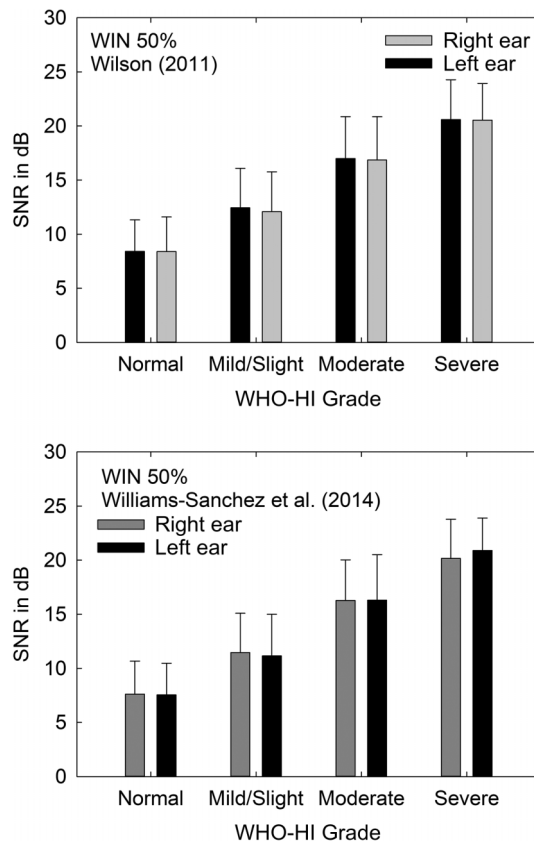 WIN 50%
Wilson (2011)
Right ear
Left ear
30
25
20
15
10
5
0
SNR in dB
Normal Mild/Slight Moderate Severe
WHO-HI Grade
WIN 50%
Williams-Sanchez et al. (2014)
Right ear
Left ear
30
25
20
15
10
5
0
SNR in dB
Normal Mild/Slight Moderate Severe
WHO-HI Grade